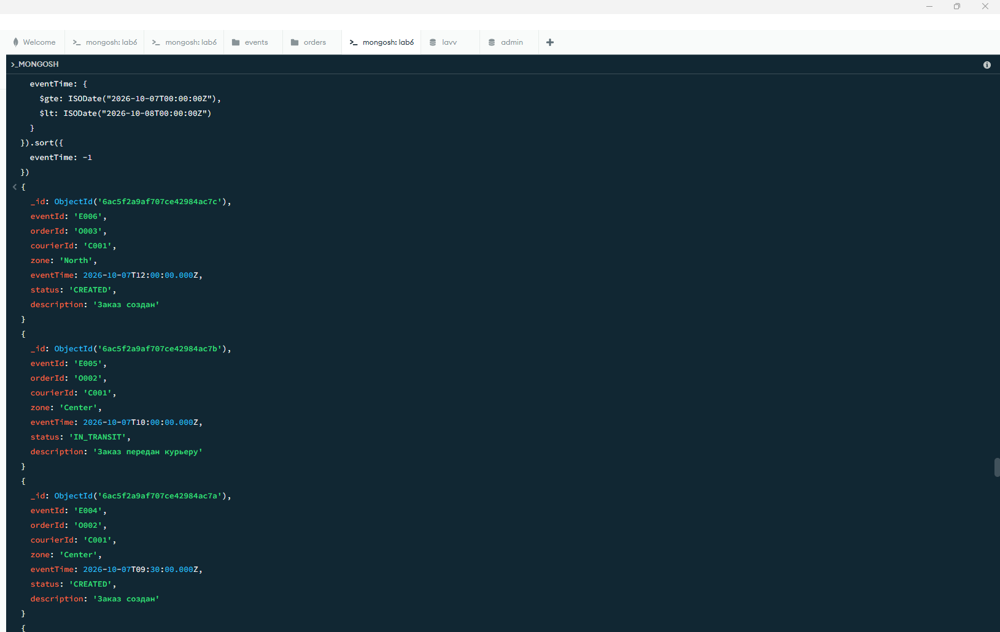 Welcome
mongosh: lab6
mongosh: lab6
events
orders
mongosh: lab6
lavv
admin
>_MONGOSH
eventTime: {
$gte: ISODate("2026-10-07T00:00:00Z"),
$lt: ISODate("2026-10-08T00:00:00Z")
}
}).sort({
eventTime: -1
})
{
_id: ObjectId('6ac5f2a9af707ce42984ac7c'),
eventId: 'E006',
orderId: 'O003',
courierId: 'C001',
zone: 'North',
eventTime: 2026-10-07T12:00:00.000Z,
status: 'CREATED',
description: 'Заказ создан'
}
{
_id: ObjectId('6ac5f2a9af707ce42984ac7b'),
eventId: 'E005',
orderId: 'O002',
courierId: 'C001',
zone: 'Center',
eventTime: 2026-10-07T10:00:00.000Z,
status: 'IN_TRANSIT',
description: 'Заказ передан курьеру'
}
{
_id: ObjectId('6ac5f2a9af707ce42984ac7a'),
eventId: 'E004',
orderId: 'O002',
courierId: 'C001',
zone: 'Center',
eventTime: 2026-10-07T09:30:00.000Z,
status: 'CREATED',
description: 'Заказ создан'
}
{